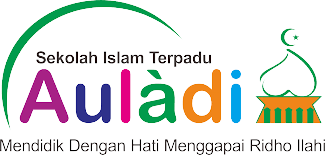 Sekolah Islam Terpadu
Aulàdi
Mendidik Dengan Hati Menggapai Ridho Ilahi